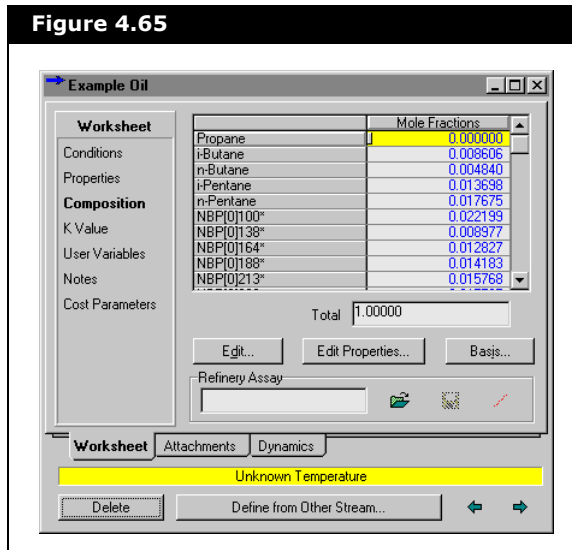 Figure 4.65
Example Oil
Worksheet
Conditions
Properties
Composition
K Value
User Variables
Notes
Cost Parameters
Mole Fractions
Propane 0.000000
i-Butane 0.008606
n-Butane 0.004840
i-Pentane 0.013698
n-Pentane 0.017675
NBP[0]100* 0.022199
NBP[0]138* 0.008977
NBP[0]164* 0.012827
NBP[0]188* 0.014183
NBP[0]213* 0.015768
Total 1.00000
Edit... Edit Properties... Basis...
Refinery Assay
Worksheet Attachments Dynamics
Unknown Temperature
Delete Define from Other Stream...